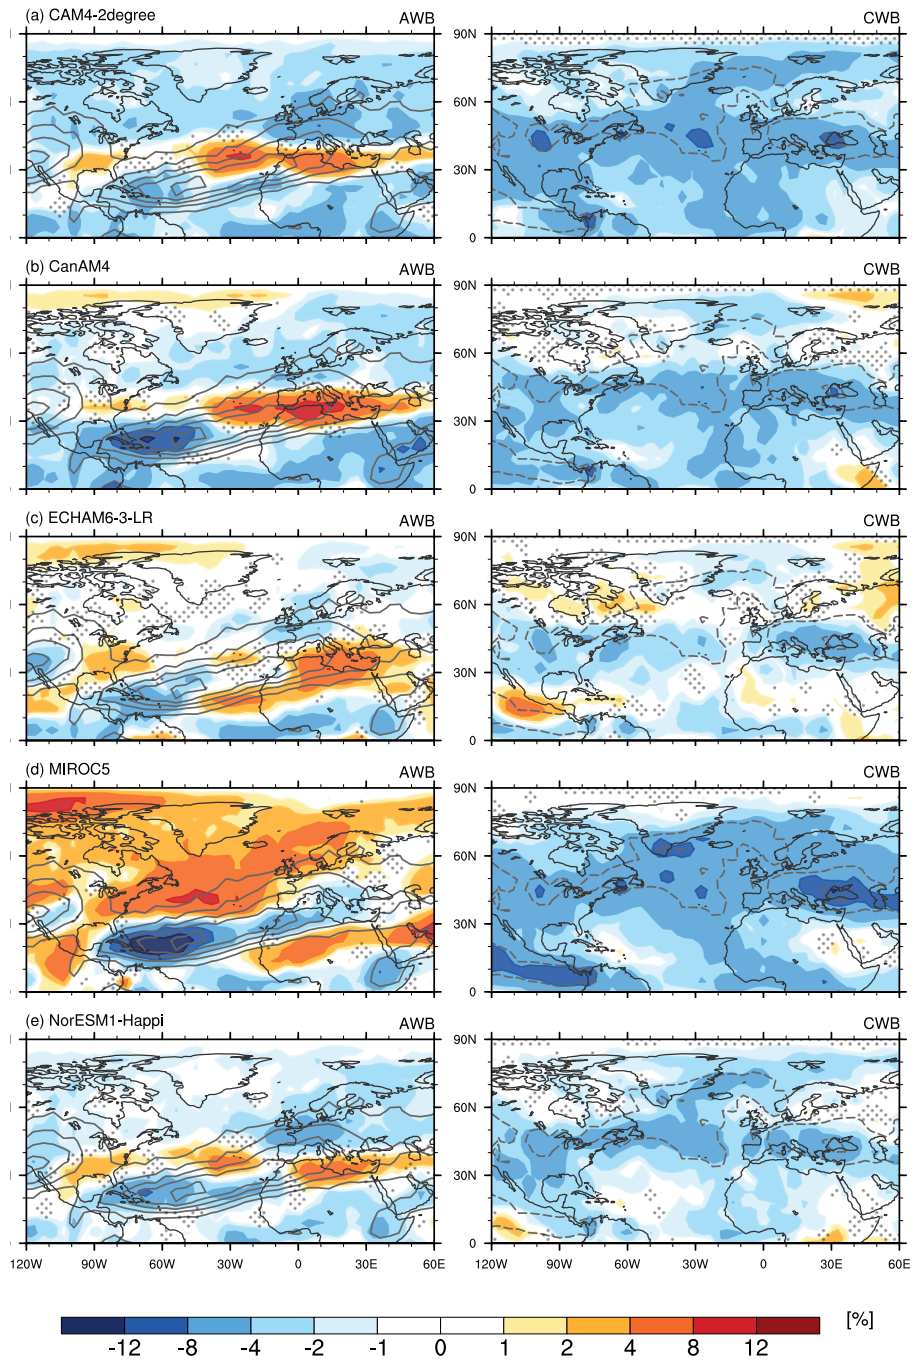 (a) CAM4-2degree AWB CWB
90N
60N
30N
0
(b) CanAM4 AWB CWB
90N
60N
30N
0
(c) ECHAM6-3-LR AWB CWB
90N
60N
30N
0
(d) MIROC5 AWB CWB
90N
60N
30N
0
(e) NorESM1-Happi AWB CWB
90N
60N
30N
0
120W 90W 60W 30W 0 30E 60E 120W 90W 60W 30W 0 30E 60E
-12 -8 -4 -2 -1 0 1 2 4 8 12 [%]